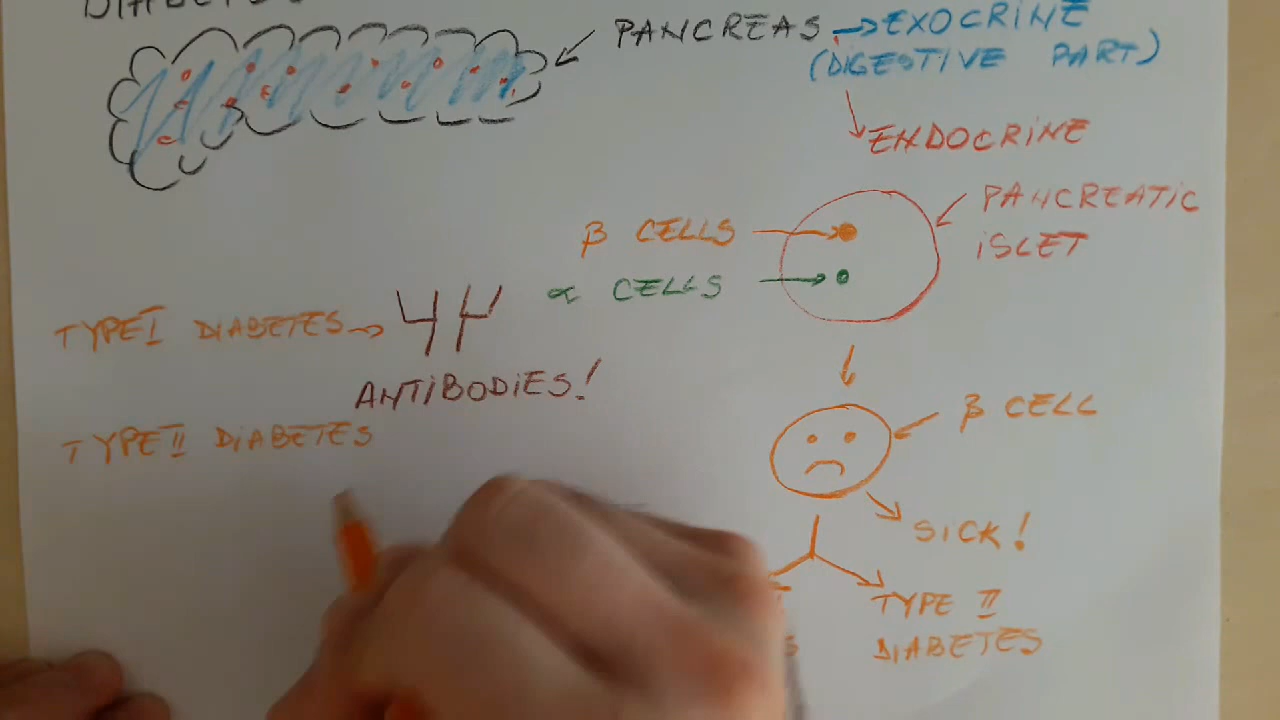 PANCREAS → EXOCRINE
(DIGESTIVE PART)
ENDOCRINE
PANCREATIC
ISLET
β CELLS
α CELLS
TYPE I DIABETES →
ANTIBODIES!
TYPE II DIABETES
β CELL
SICK!
TYPE II
DIABETES